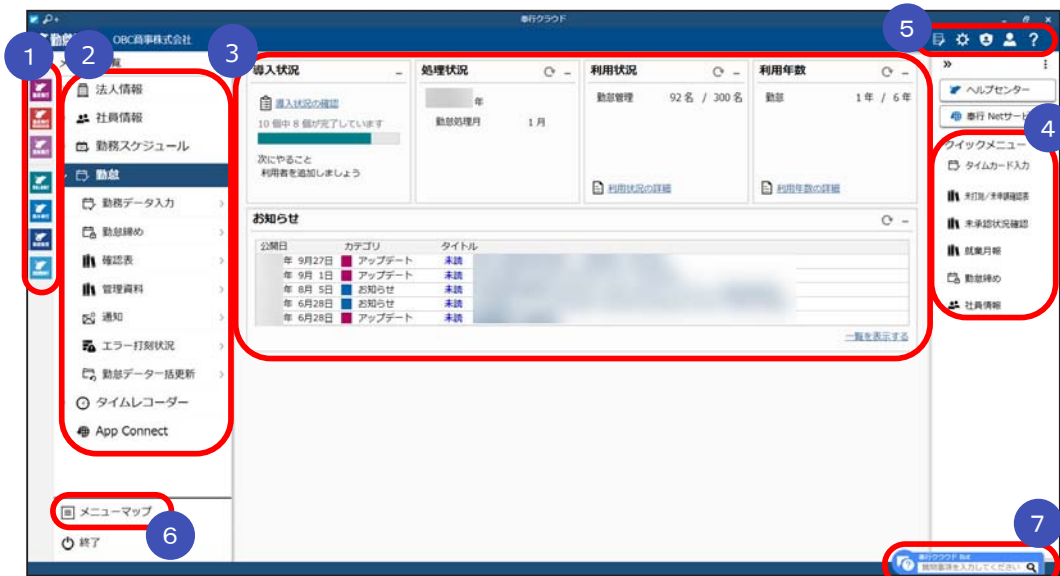 奉行クラウド
OBC商事株式会社
1
2
3
4
5
6
7
法人情報
社員情報
勤務スケジュール
勤怠
勤務データ入力
勤怠締め
確認表
管理資料
通知
エラー打刻状況
勤怠データ一括更新
タイムレコーダー
App Connect
メニューマップ
終了
導入状況
導入状況の確認
10 個中 8 個が完了しています
次にやること
利用者を追加しましょう
処理状況
年
勤怠処理月 1 月
利用状況
勤怠管理 92 名 / 300 名
利用状況の詳細
利用年数
勤怠 1 年 / 6 年
利用年数の詳細
お知らせ
公開日 カテゴリ タイトル
年 9月27日 アップデート 未読
年 9月 1日 アップデート 未読
年 8月 5日 お知らせ 未読
年 6月28日 お知らせ 未読
年 6月28日 アップデート 未読
一覧を表示する
ヘルプセンター
奉行 Netサービ
クイックメニュー
タイムカード入力
未打刻/未申請確認表
未承認状況確認
就業月報
勤怠締め
社員情報
奉行クラウド Bot
質問事項を入力してください